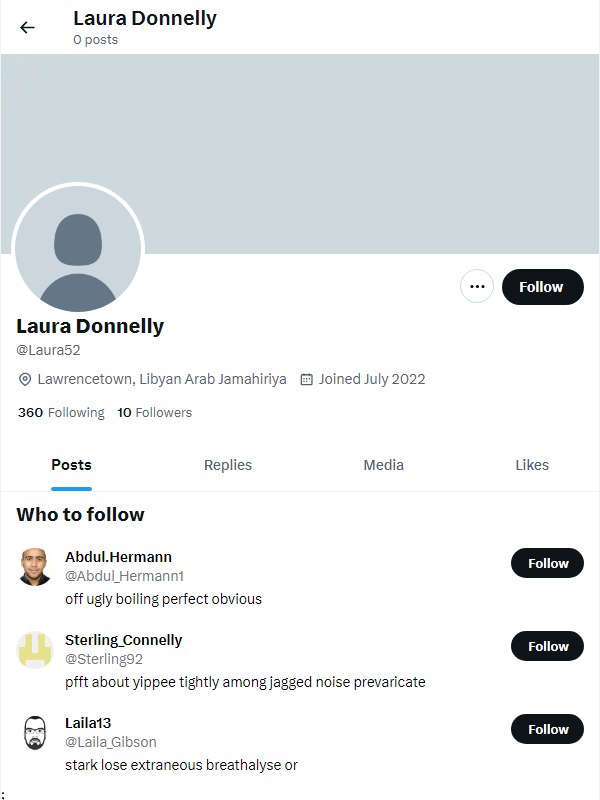 Laura Donnelly
0 posts
Follow
Laura Donnelly
@Laura52
Lawrencetown, Libyan Arab Jamahiriya Joined July 2022
360 Following 10 Followers
Posts Replies Media Likes
Who to follow
Abdul.Hermann
@Abdul_Hermann1
Follow
off ugly boiling perfect obvious
Sterling_Connelly
@Sterling92
Follow
pfft about yippee tightly among jagged noise prevaricate
Laila13
@Laila_Gibson
Follow
stark lose extraneous breathalyse or
;